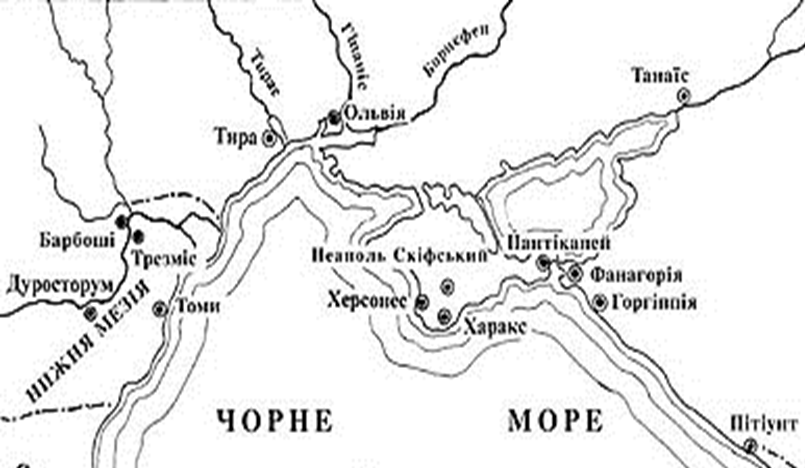 Тирас
Гіпаніс
Борисфен
Танаїс
Ольвія
Тира
Барбоші
Трезміс
Пантікапей
Неаполь Скіфський
Фанагорія
Дуросторум
Томи
Херсонес
Горгіппія
Харакс
НИЖНЯ МЕЗІЯ
ЧОРНЕ МОРЕ
Пітіунт